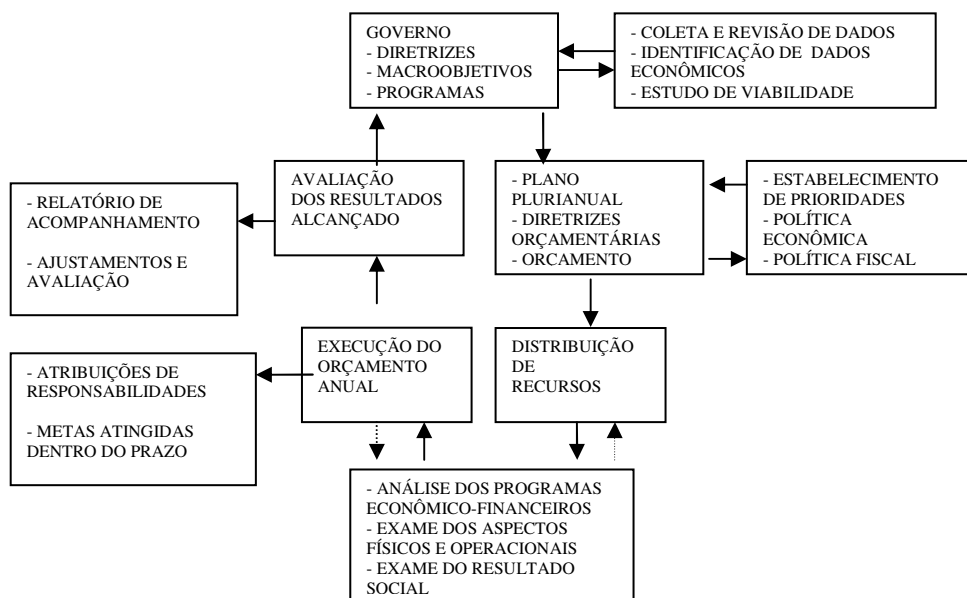 GOVERNO
- DIRETRIZES
- MACROOBJETIVOS
- PROGRAMAS
- COLETA E REVISÃO DE DADOS
- IDENTIFICAÇÃO DE DADOS
ECONÔMICOS
- ESTUDO DE VIABILIDADE
- RELATÓRIO DE
ACOMPANHAMENTO
- AJUSTAMENTOS E
AVALIAÇÃO
AVALIAÇÃO
DOS RESULTADOS
ALCANÇADO
- PLANO
PLURIANUAL
- DIRETRIZES
ORÇAMENTÁRIAS
- ORCAMENTO
- ESTABELECIMENTO
DE PRIORIDADES
- POLÍTICA
ECONÔMICA
- POLÍTICA FISCAL
- ATRIBUIÇÕES DE
RESPONSABILIDADES
- METAS ATINGIDAS
DENTRO DO PRAZO
EXECUÇÃO DO
ORÇAMENTO
ANUAL
DISTRIBUIÇÃO
DE
RECURSOS
- ANÁLISE DOS PROGRAMAS
ECONÔMICO-FINANCEIROS
- EXAME DOS ASPECTOS
FÍSICOS E OPERACIONAIS
- EXAME DO RESULTADO
SOCIAL